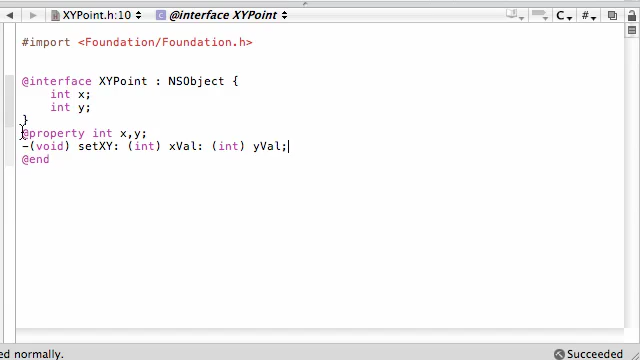 XYPoint.h:10 C @interface XYPoint C # 
#import <Foundation/Foundation.h>
@interface XYPoint : NSObject {
int x;
int y;
}
@property int x,y;
-(void) setXY: (int) xVal: (int) yVal;
@end
ed normally. Succeeded